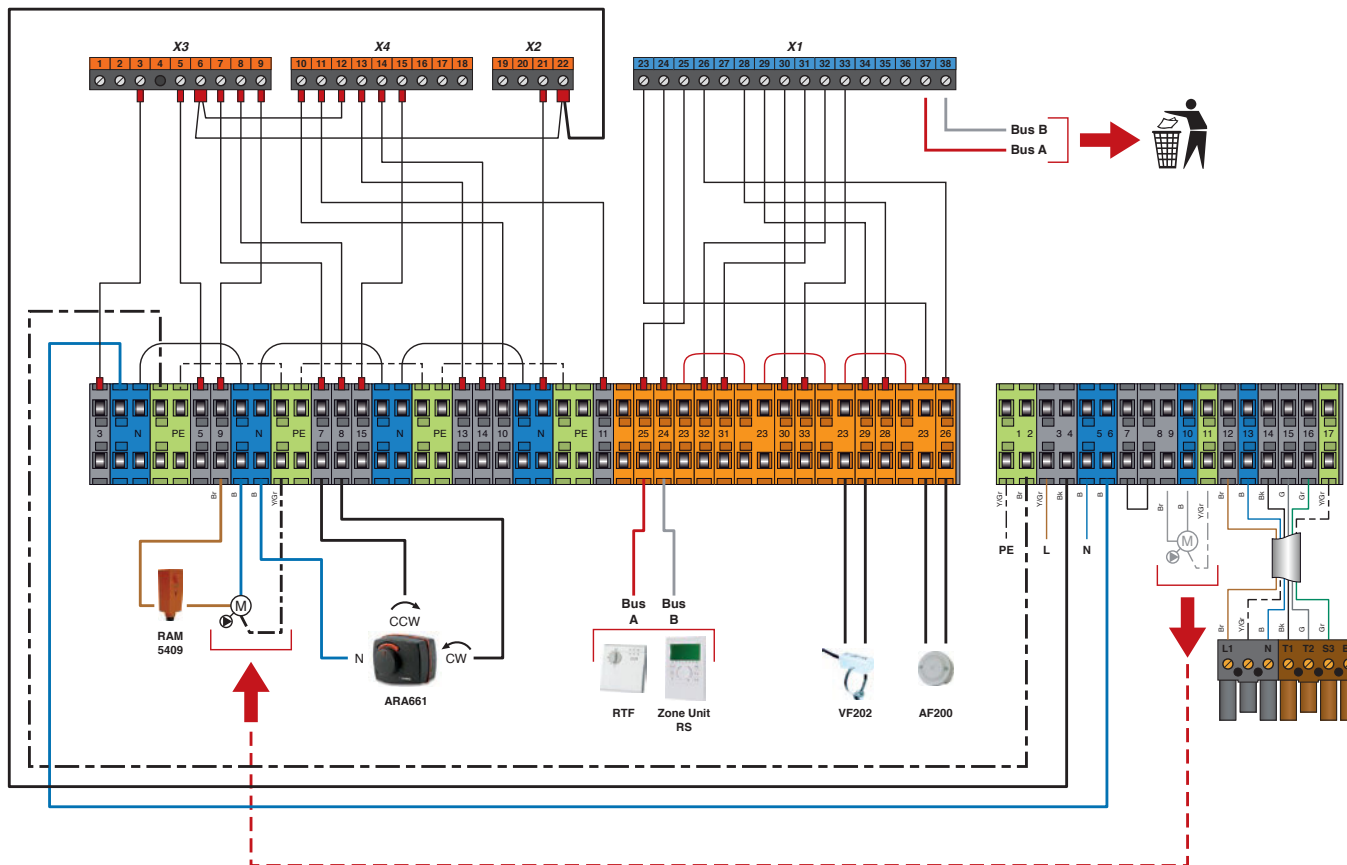 X3 X4 X2 X1
1 2 3 4 5 6 7 8 9 10 11 12 13 14 15 16 17 18 19 20 21 22 23 24 25 26 27 28 29 30 31 32 33 34 35 36 37 38
Bus B
Bus A
3 N PE 5 9 N PE 7 8 15 N PE 13 14 10 N PE 11 25 24 23 32 31 23 30 33 23 29 28 23 26
1 2 3 4 5 6 7 8 9 10 11 12 13 14 15 16 17
Br B B Y/Gr
Y/Gr Br Y/Gr Bk B B Br B Y/Gr Br B Bk G Gr Y/Gr
PE L N
M
M
RAM
5409
CCW
N CW
ARA661
Bus
A
Bus
B
RTF
Zone Unit
RS
VF202
AF200
Br Y/Gr B Bk G Gr
L1 N T1 T2 S3